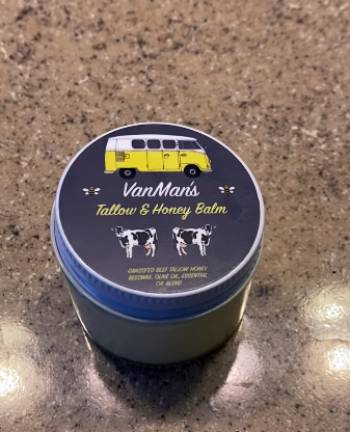 VanMan's
Tallow & Honey Balm
GRASSFED BEEF TALLOW, HONEY
BEESWAX, OLIVE OIL, ESSENTIAL
OIL BLEND